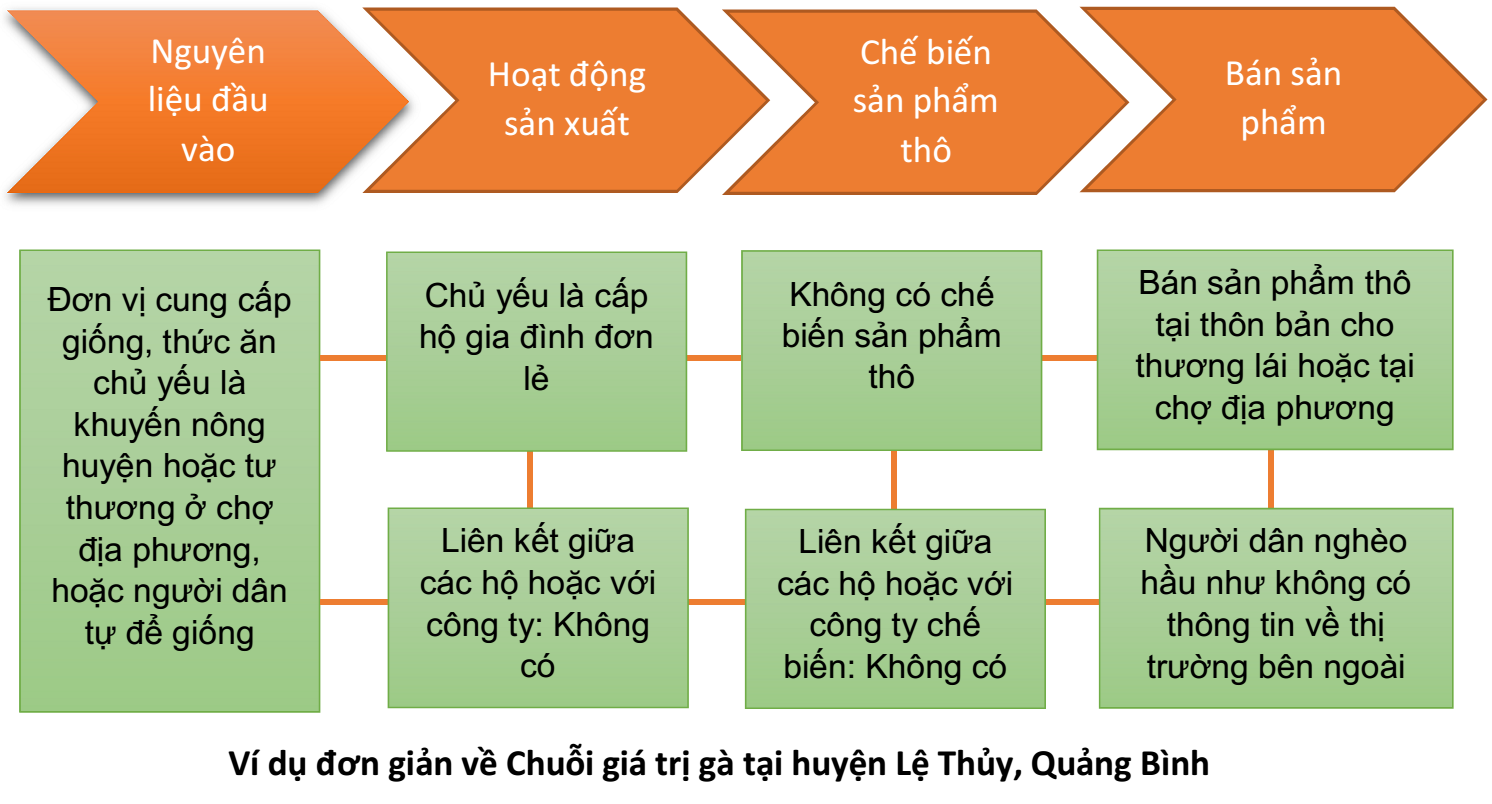 Nguyên
liệu đầu
vào
Hoạt động
sản xuất
Chế biến
sản phẩm
thô
Bán sản
phẩm
Đơn vị cung cấp
giống, thức ăn
chủ yếu là
khuyến nông
huyện hoặc tư
thương ở chợ
địa phương,
hoặc người dân
tự để giống
Chủ yếu là cấp
hộ gia đình đơn
lẻ
Không có chế
biến sản phẩm
thô
Bán sản phẩm thô
tại thôn bản cho
thương lái hoặc tại
chợ địa phương
Liên kết giữa
các hộ hoặc với
công ty: Không
có
Liên kết giữa
các hộ hoặc với
công ty chế
biến: Không có
Người dân nghèo
hầu như không có
thông tin về thị
trường bên ngoài
Ví dụ đơn giản về Chuỗi giá trị gà tại huyện Lệ Thủy, Quảng Bình